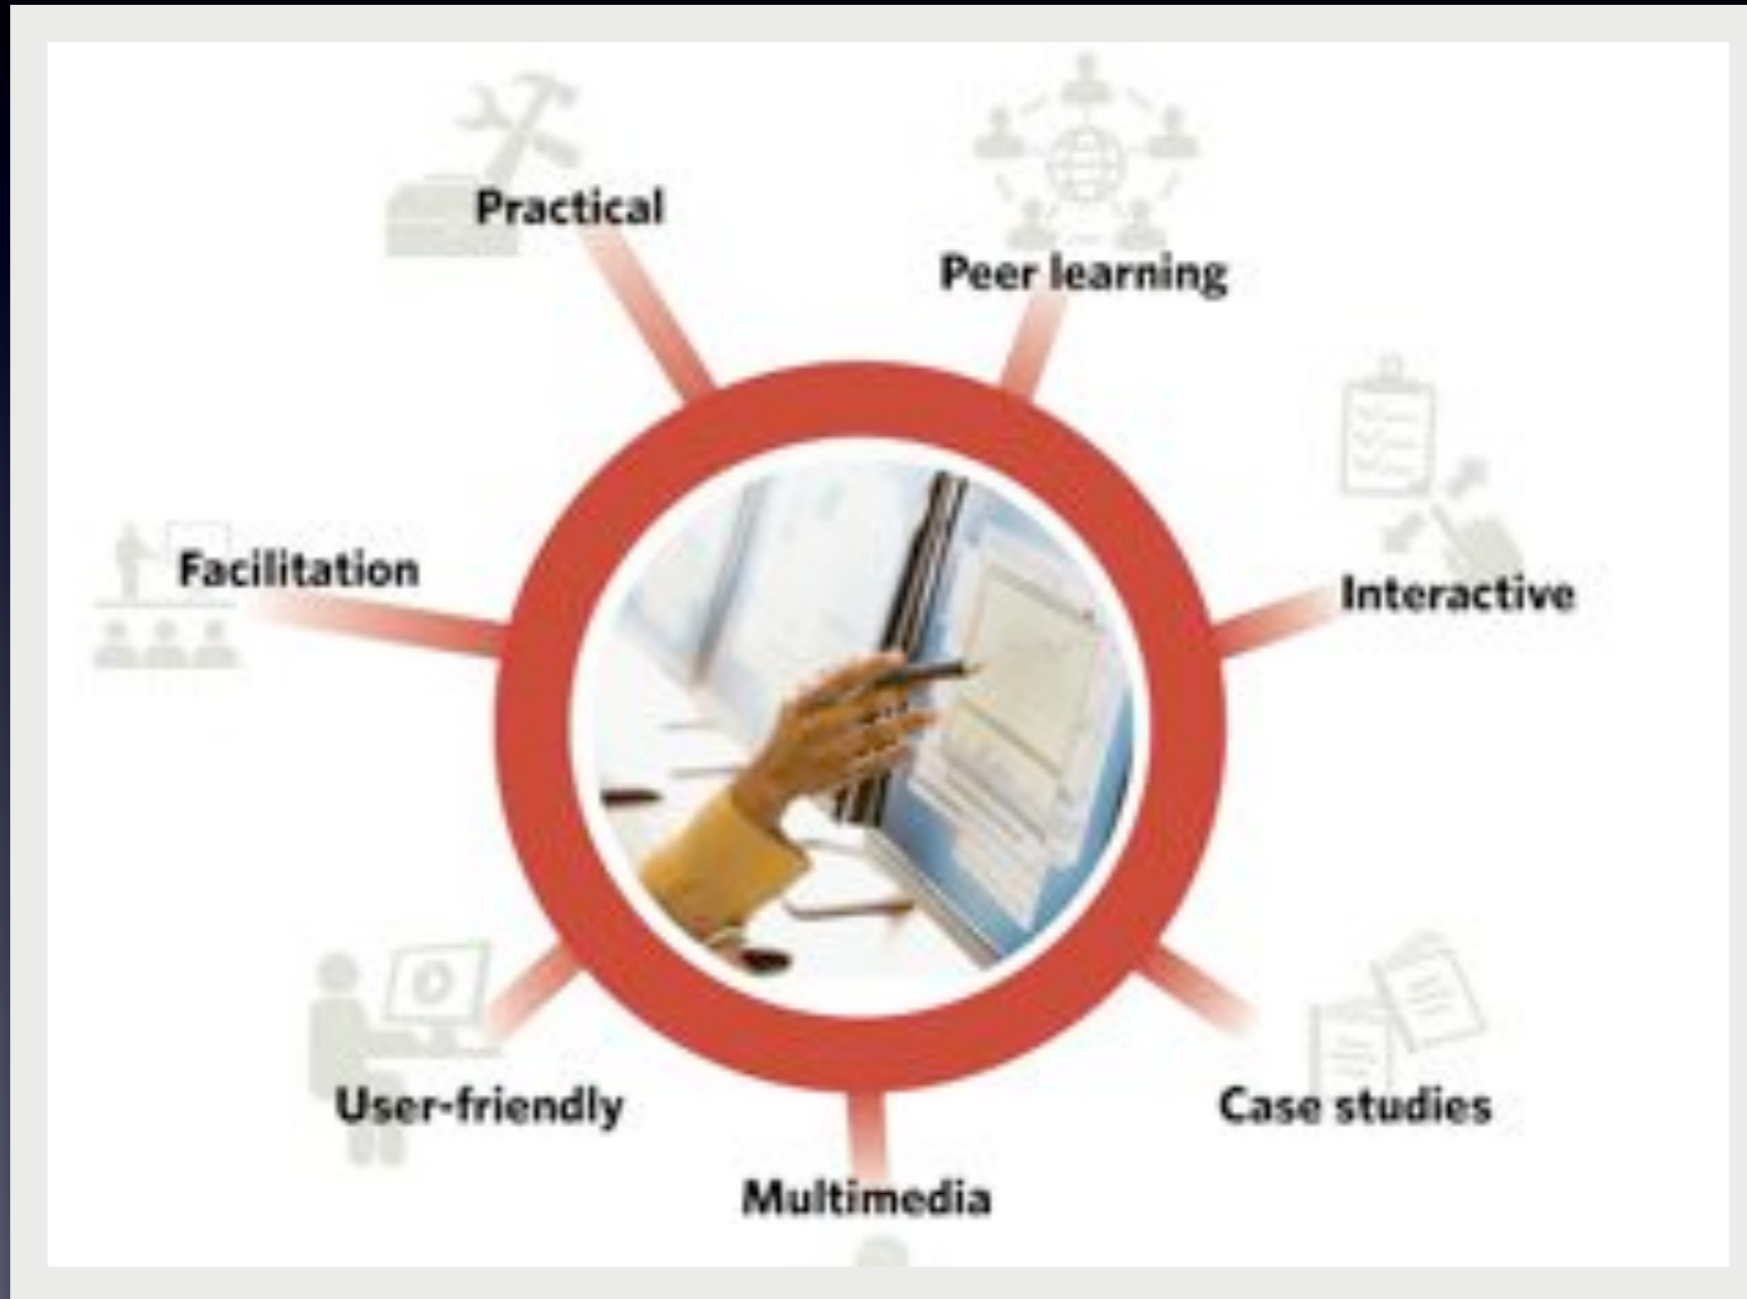 Practical
Peer learning
Facilitation
Interactive
User-friendly
Case studies
Multimedia